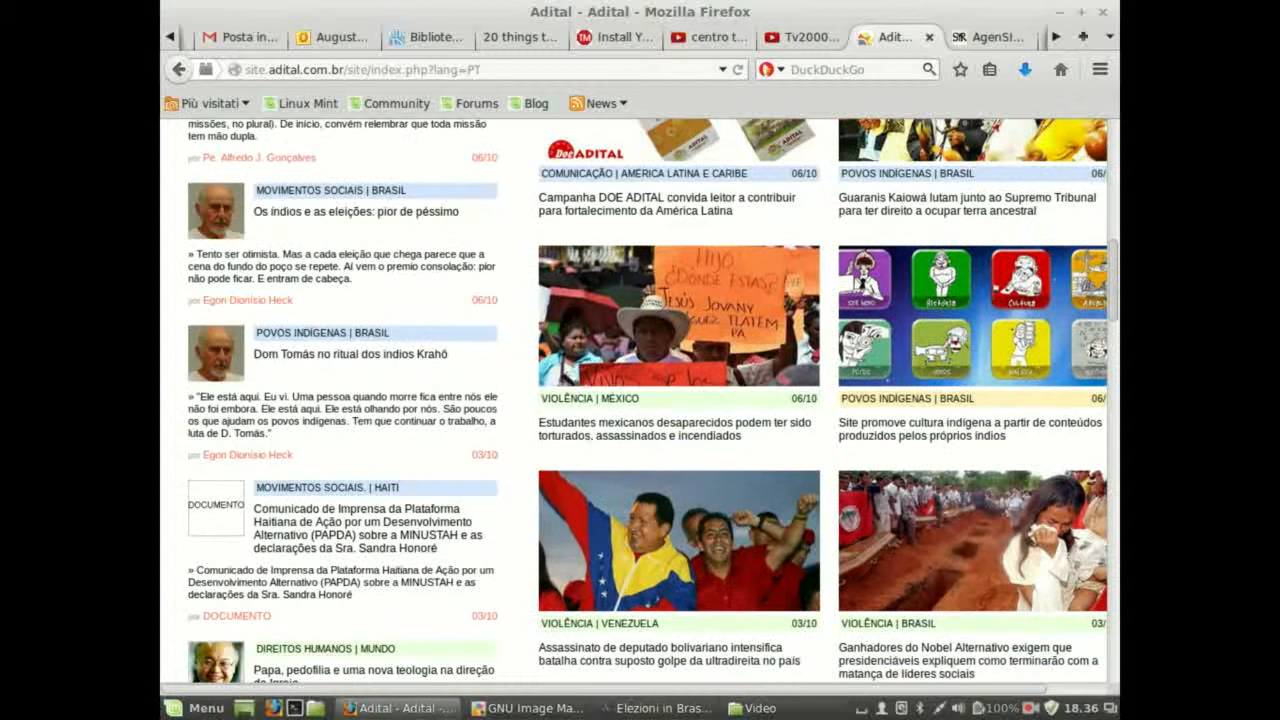 Adital - Adital - Mozilla Firefox
Posta in...
August...
Bibliote...
20 things t...
Install Y...
centro t...
Tv2000...
Adit...
AgenSI...
site.adital.com.br/site/index.php?lang=PT
DuckDuckGo
Più visitati
Linux Mint
Community
Forums
Blog
News
missões, no plural). De início, convém relembrar que toda missão
tem mão dupla.
por Pe. Alfredo J. Gonçalves 06/10
MOVIMENTOS SOCIAIS | BRASIL
Os índios e as eleições: pior de péssimo
» Tento ser otimista. Mas a cada eleição que chega parece que a
cena do fundo do poço se repete. Aí vem o premio consolação: pior
não pode ficar. E entram de cabeça.
por Egon Dionísio Heck 06/10
POVOS INDÍGENAS | BRASIL
Dom Tomás no ritual dos indios Krahô
» "Ele está aqui. Eu vi. Uma pessoa quando morre fica entre nós ele
não foi embora. Ele está aqui. Ele está olhando por nós. São poucos
os que ajudam os povos indígenas. Tem que continuar o trabalho, a
luta de D. Tomás."
por Egon Dionísio Heck 03/10
DOCUMENTO
MOVIMENTOS SOCIAIS. | HAITI
Comunicado de Imprensa da Plataforma
Haitiana de Ação por um Desenvolvimento
Alternativo (PAPDA) sobre a MINUSTAH e as
declarações da Sra. Sandra Honoré
» Comunicado de Imprensa da Plataforma Haitiana de Ação por um
Desenvolvimento Alternativo (PAPDA) sobre a MINUSTAH e as
declarações da Sra. Sandra Honoré
por DOCUMENTO 03/10
DIREITOS HUMANOS | MUNDO
Papa, pedofilia e uma nova teologia na direção
Doe ADITAL
COMUNICAÇÃO | AMÉRICA LATINA E CARIBE 06/10
Campanha DOE ADITAL convida leitor a contribuir
para fortalecimento da América Latina
HIJO
¿DONDE ESTAS?
JESÚS JOVANY
TLATEM
PA
VIOLÊNCIA | MÉXICO 06/10
Estudantes mexicanos desaparecidos podem ter sido
torturados, assassinados e incendiados
VIOLÊNCIA | VENEZUELA 03/10
Assassinato de deputado bolivariano intensifica
batalha contra suposto golpe da ultradireita no país
POVOS INDÍGENAS | BRASIL 06/
Guaranis Kaiowá lutam junto ao Supremo Tribunal
para ter direito a ocupar terra ancestral
POVOS INDÍGENAS | BRASIL 06/
Site promove cultura indígena a partir de conteúdos
produzidos pelos próprios índios
VIOLÊNCIA | BRASIL 03/
Ganhadores do Nobel Alternativo exigem que
presidenciáveis expliquem como terminarão com a
matança de líderes sociais
Menu
Adital - Adital -...
GNU Image Ma...
Elezioni in Bras...
Video
100%
18.36